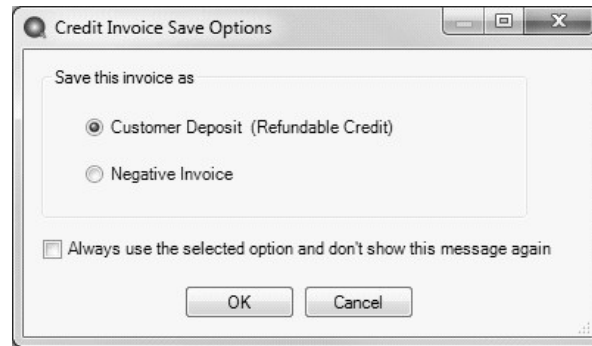 Credit Invoice Save Options
Save this invoice as
Customer Deposit (Refundable Credit)
Negative Invoice
Always use the selected option and don't show this message again
OK Cancel